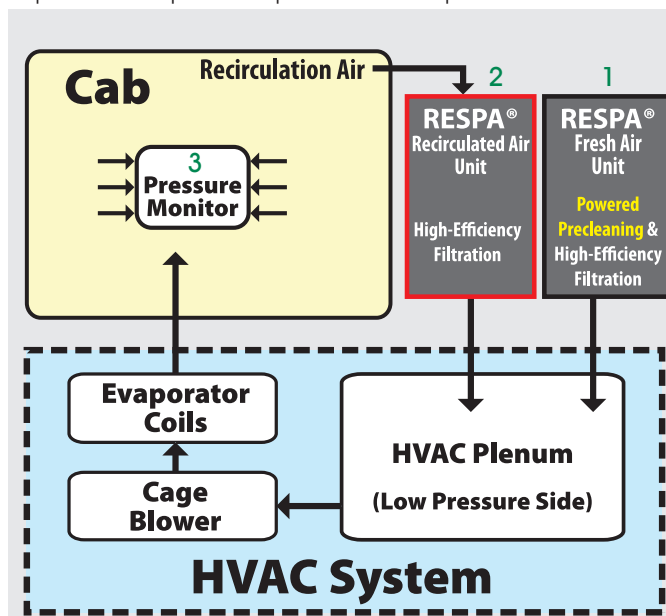 Cab
Recirculation Air
3
Pressure
Monitor
2
RESPA®
Recirculated Air
Unit
High-Efficiency
Filtration
1
RESPA®
Fresh Air
Unit
Powered
Precleaning &
High-Efficiency
Filtration
Evaporator
Coils
Cage
Blower
HVAC Plenum
(Low Pressure Side)
HVAC System